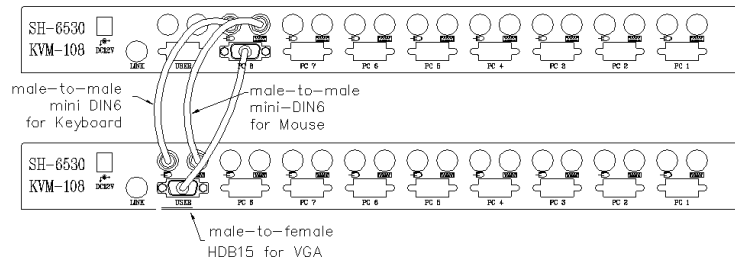 SH-6530
KVM-108
DC12V
LINK
USER
PC 8
PC 7
PC 6
PC 5
PC 4
PC 3
PC 2
PC 1
male-to-male
mini DIN6
for Keyboard
male-to-male
mini-DIN6
for Mouse
SH-6530
KVM-108
DC12V
LINK
USER
PC 8
PC 7
PC 6
PC 5
PC 4
PC 3
PC 2
PC 1
male-to-female
HDB15 for VGA